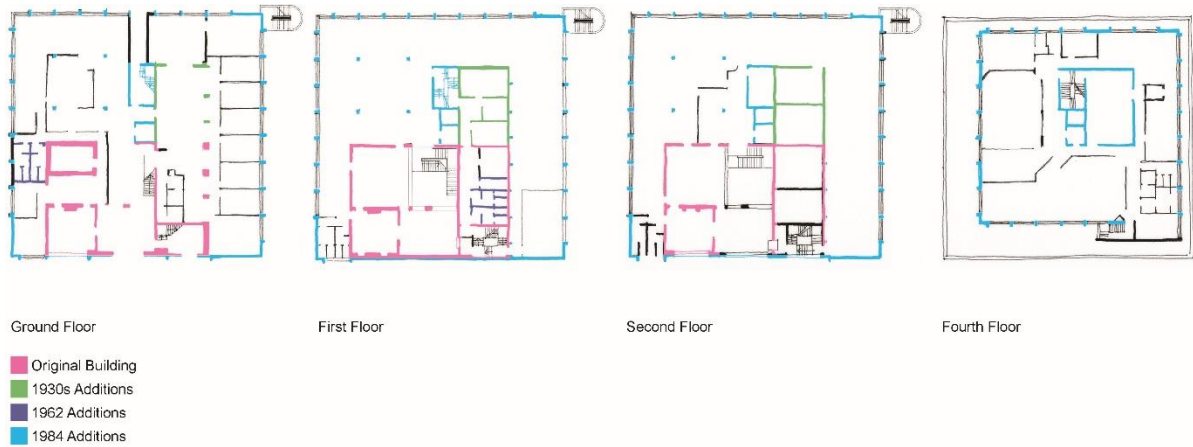 Ground Floor
First Floor
Second Floor
Fourth Floor
Original Building
1930s Additions
1962 Additions
1984 Additions